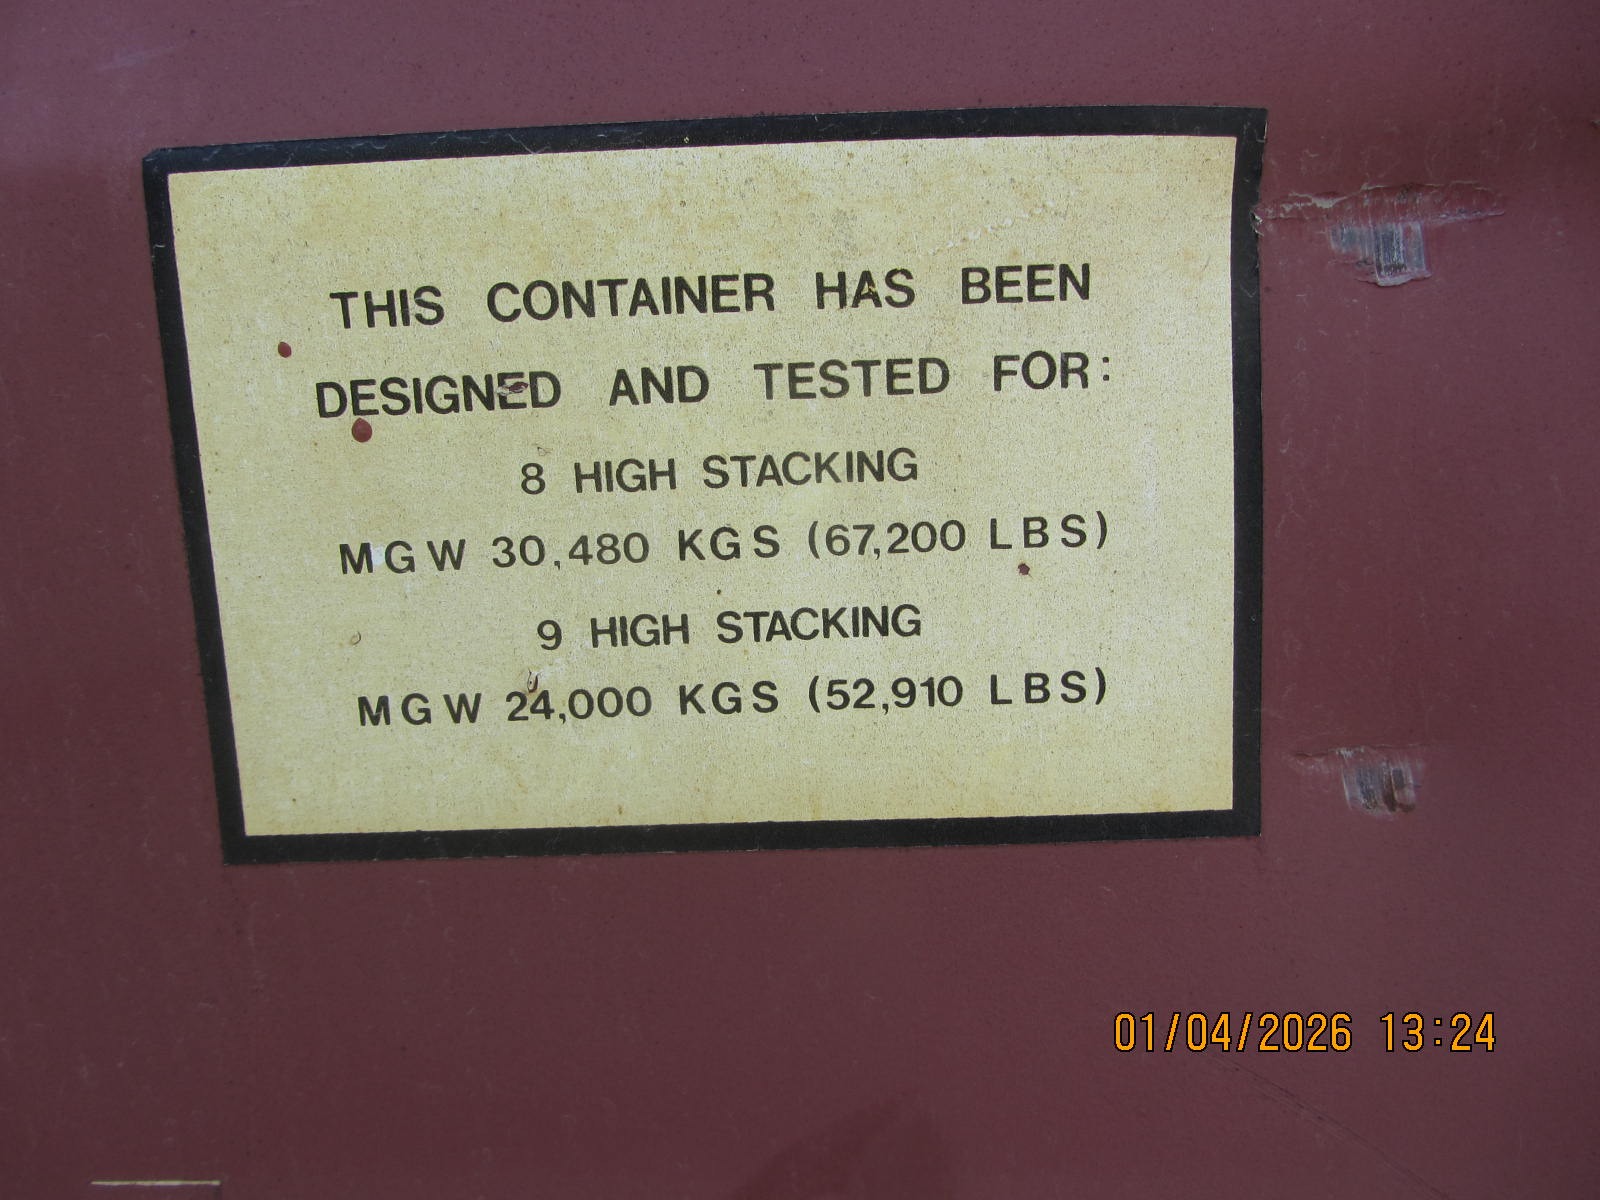 THIS CONTAINER HAS BEEN
DESIGNED AND TESTED FOR:
8 HIGH STACKING
MGW 30,480 KGS (67,200 LBS)
9 HIGH STACKING
MGW 24,000 KGS (52,910 LBS)
01/04/2026 13:24